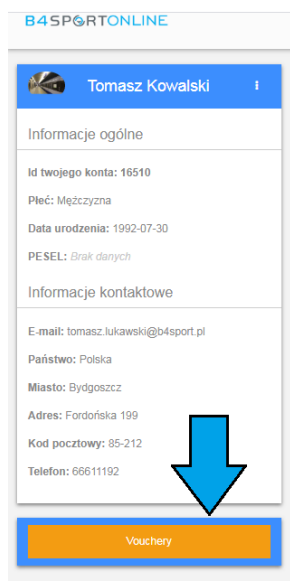 B4SPORTONLINE
Tomasz Kowalski
Informacje ogólne
Id twojego konta: 16510
Płeć: Mężczyzna
Data urodzenia: 1992-07-30
PESEL: Brak danych
Informacje kontaktowe
E-mail: tomasz.lukawski@b4sport.pl
Państwo: Polska
Miasto: Bydgoszcz
Adres: Fordońska 199
Kod pocztowy: 85-212
Telefon: 66611192
Vouchery